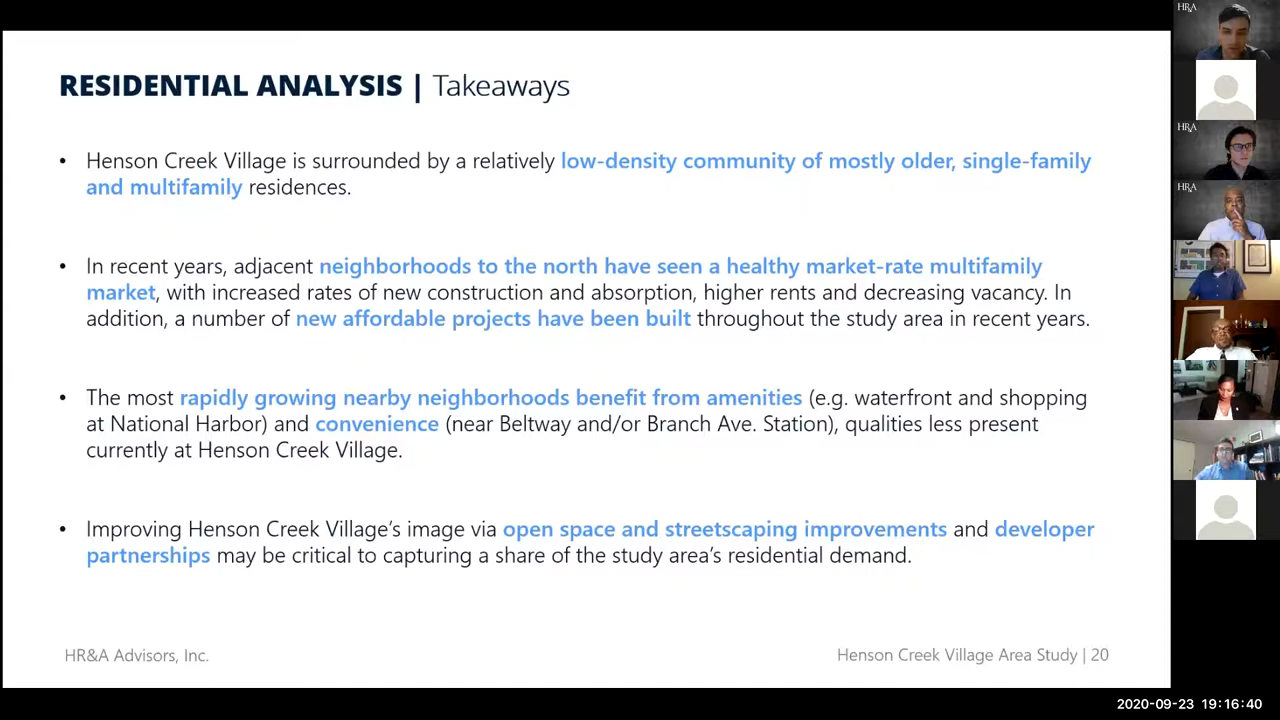 RESIDENTIAL ANALYSIS | Takeaways
• Henson Creek Village is surrounded by a relatively low-density community of mostly older, single-family
and multifamily residences.
• In recent years, adjacent neighborhoods to the north have seen a healthy market-rate multifamily
market, with increased rates of new construction and absorption, higher rents and decreasing vacancy. In
addition, a number of new affordable projects have been built throughout the study area in recent years.
• The most rapidly growing nearby neighborhoods benefit from amenities (e.g. waterfront and shopping
at National Harbor) and convenience (near Beltway and/or Branch Ave. Station), qualities less present
currently at Henson Creek Village.
• Improving Henson Creek Village’s image via open space and streetscaping improvements and developer
partnerships may be critical to capturing a share of the study area’s residential demand.
HR&A Advisors, Inc.
Henson Creek Village Area Study | 20
HRA
HRA
HRA
2020-09-23 19:16:40